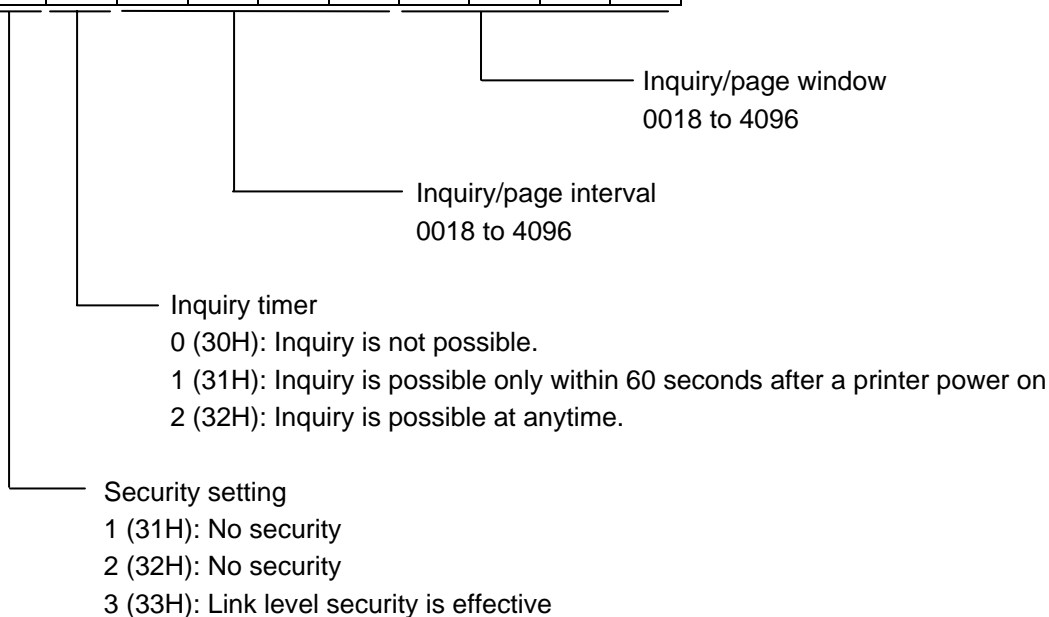 Inquiry/page window
0018 to 4096
Inquiry/page interval
0018 to 4096
Inquiry timer
0 (30H): Inquiry is not possible.
1 (31H): Inquiry is possible only within 60 seconds after a printer power on
2 (32H): Inquiry is possible at anytime.
Security setting
1 (31H): No security
2 (32H): No security
3 (33H): Link level security is effective